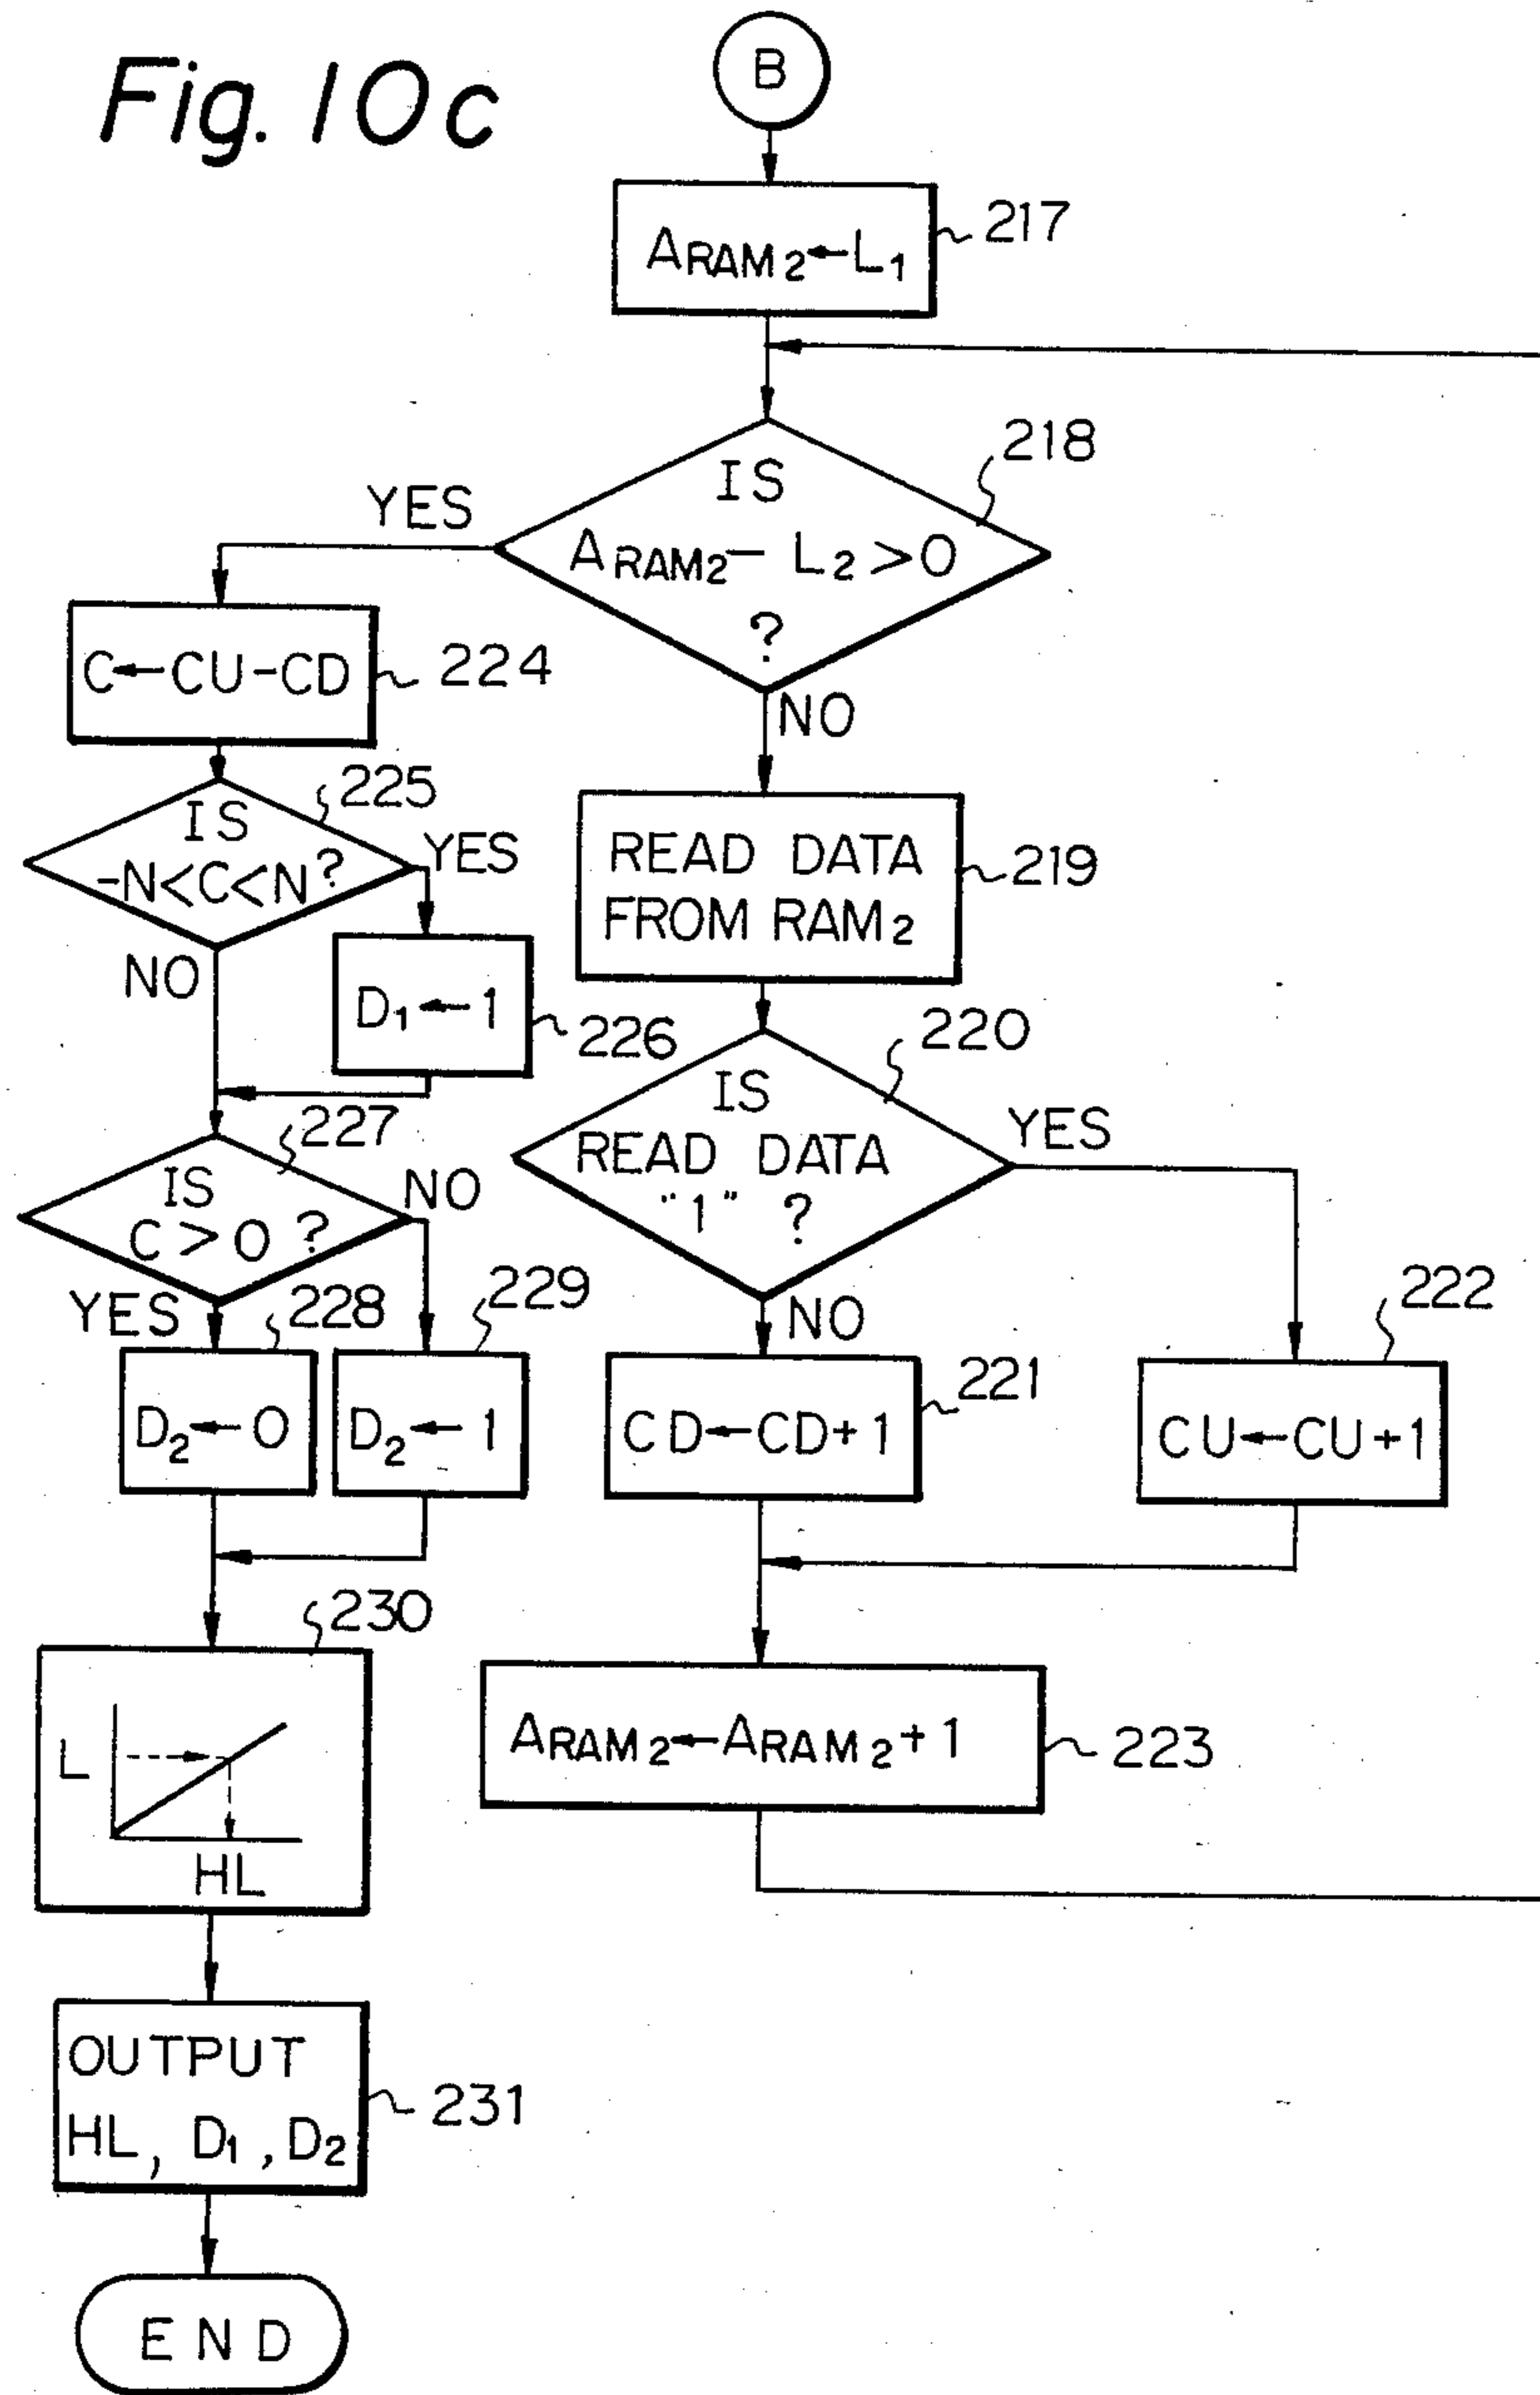 Fig. 10c
B
ARAM2←L1
217
IS
ARAM2− L2 >0
?
218
YES
NO
C←CU-CD
224
IS
-N<C<N?
225
YES
NO
D1←1
226
READ DATA
FROM RAM2
219
IS
READ DATA
"1" ?
220
YES
NO
IS
C>0 ?
227
NO
YES
D2←0
228
D2←1
229
CD←CD+1
221
CU←CU+1
222
L
HL
230
ARAM2←ARAM2+1
223
OUTPUT
HL, D1, D2
231
END